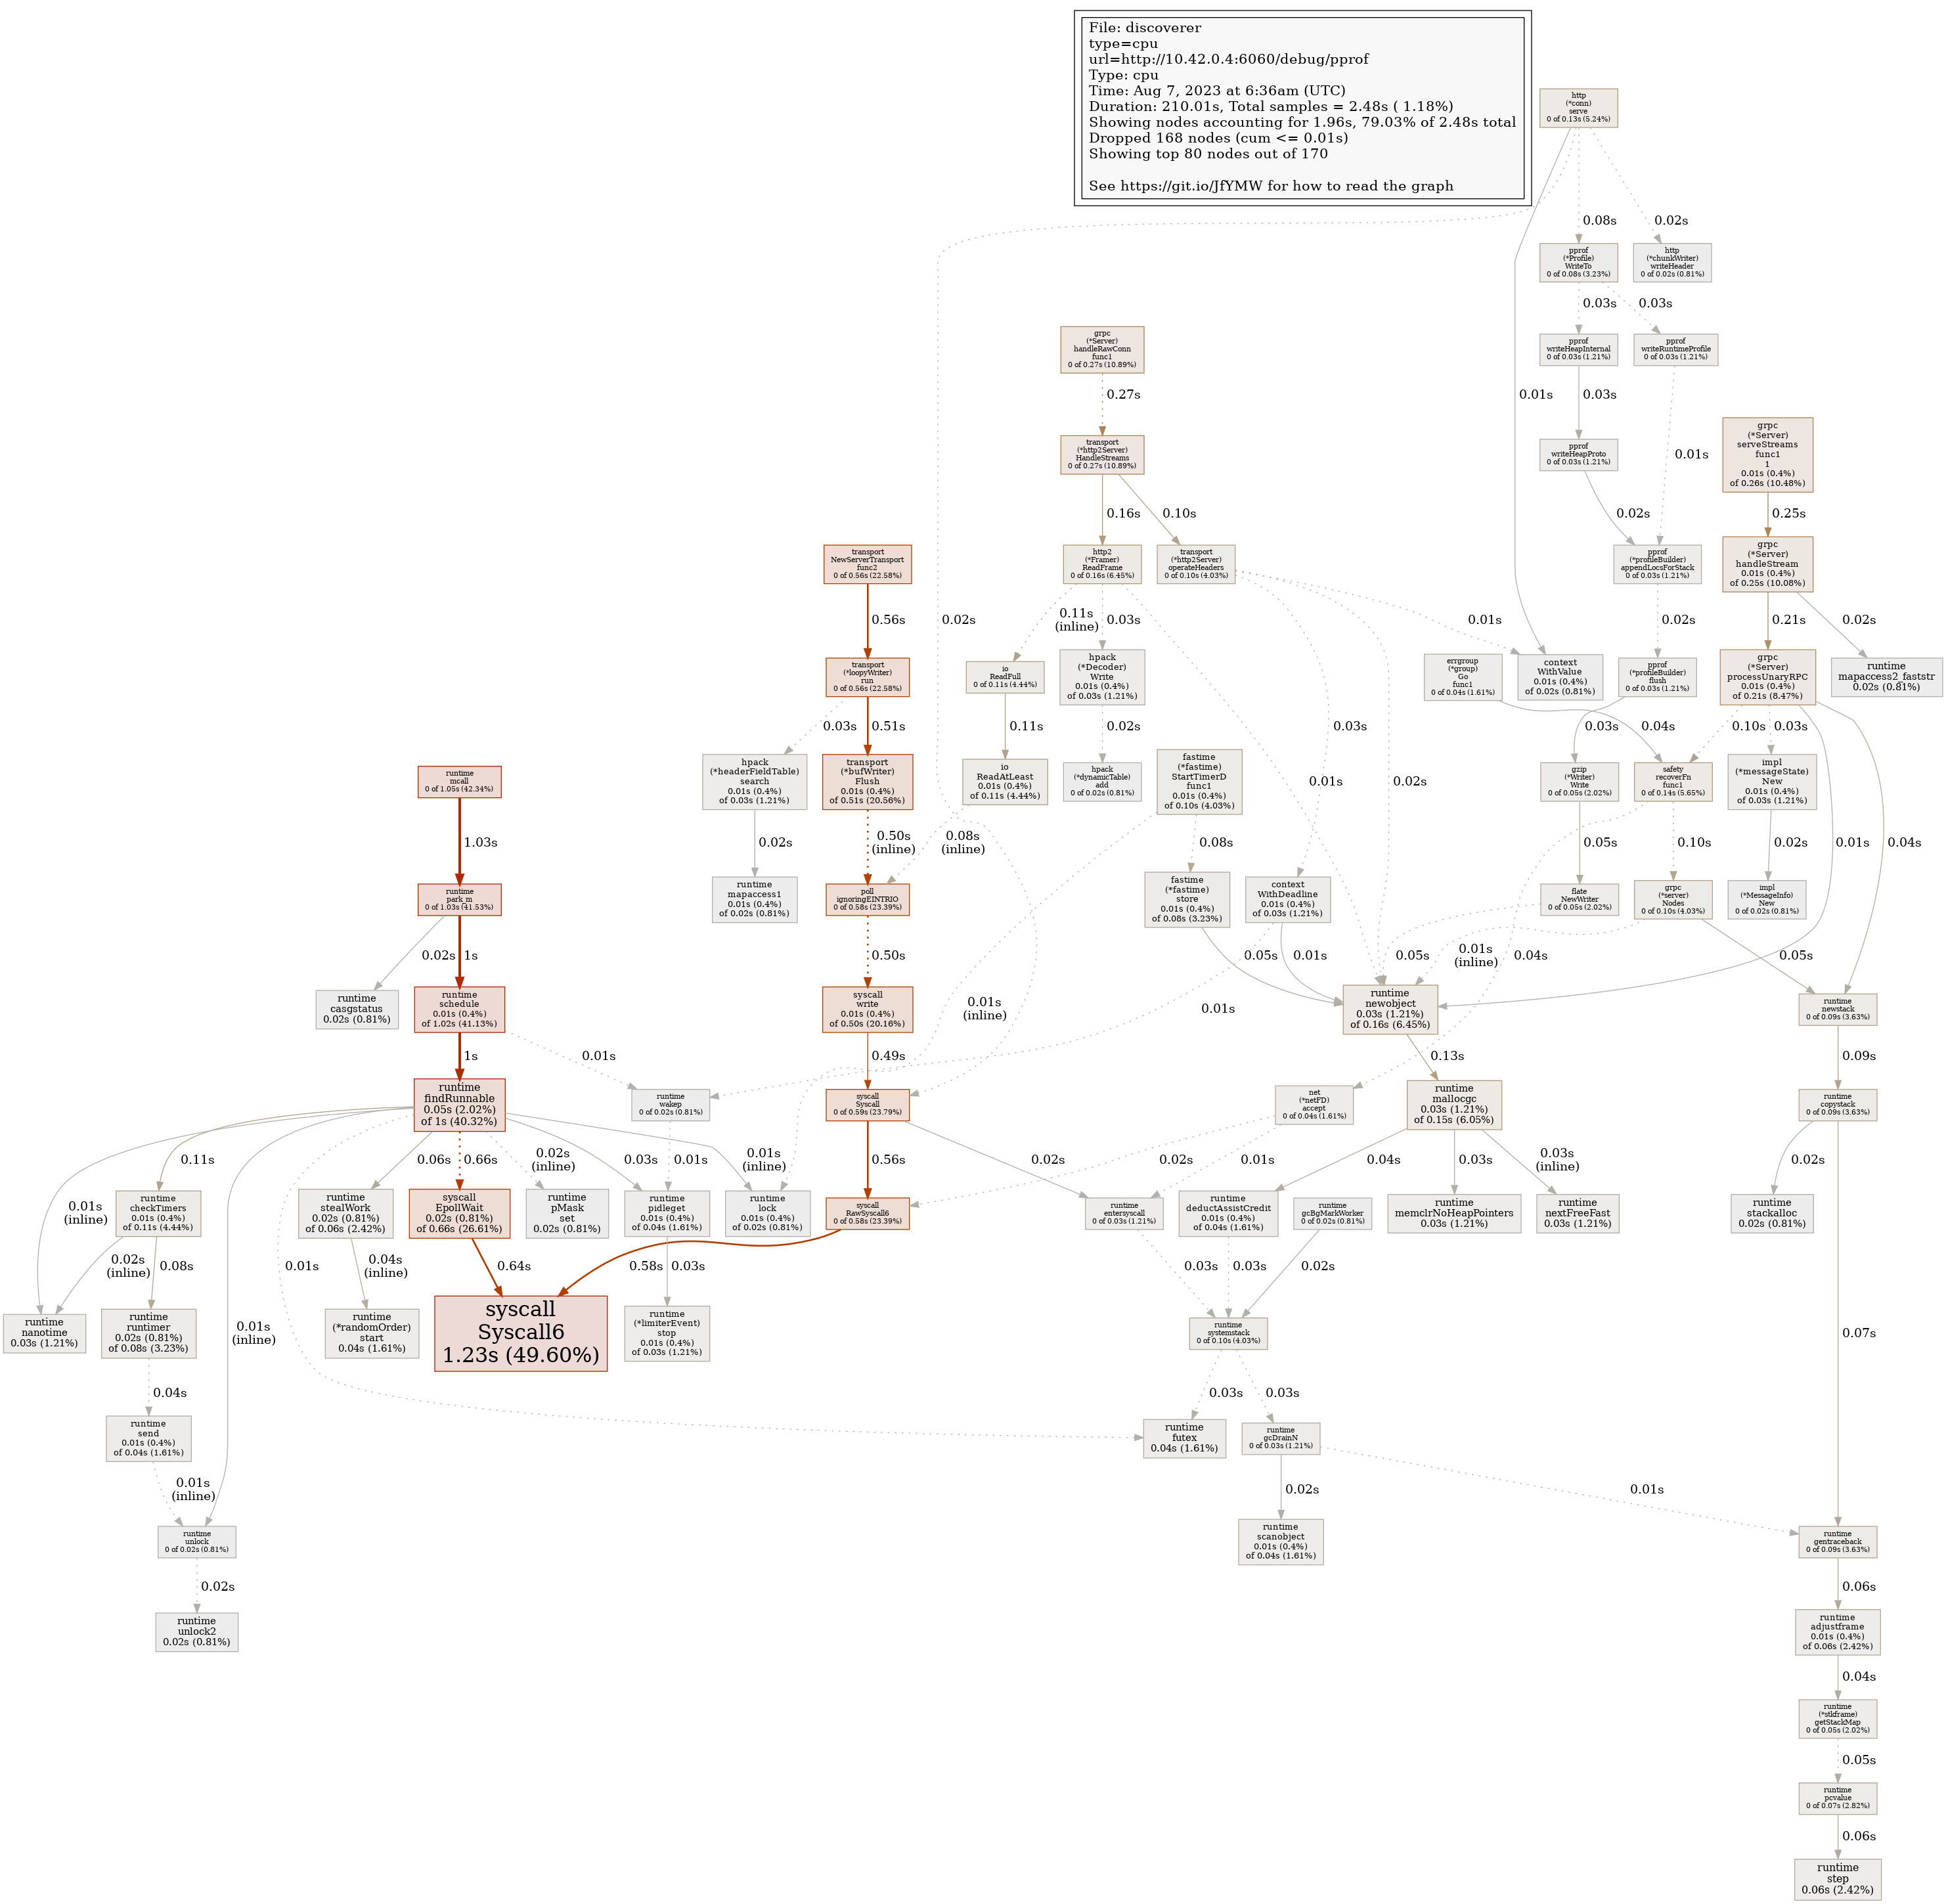 File: discoverer
type=cpu
url=http://10.42.0.4:6060/debug/pprof
Type: cpu
Time: Aug 7, 2023 at 6:36am (UTC)
Duration: 210.01s, Total samples = 2.48s ( 1.18%)
Showing nodes accounting for 1.96s, 79.03% of 2.48s total
Dropped 168 nodes (cum <= 0.01s)
Showing top 80 nodes out of 170
See https://git.io/JfYMW for how to read the graph
http
(*conn)
serve
0 of 0.13s (5.24%)
0.08s
0.02s
pprof
(*Profile)
WriteTo
0 of 0.08s (3.23%)
http
(*chunkWriter)
writeHeader
0 of 0.02s (0.81%)
0.03s
0.03s
grpc
(*Server)
handleRawConn
func1
0 of 0.27s (10.89%)
pprof
writeHeapInternal
0 of 0.03s (1.21%)
pprof
writeRuntimeProfile
0 of 0.03s (1.21%)
0.27s
0.01s
0.03s
transport
(*http2Server)
HandleStreams
0 of 0.27s (10.89%)
pprof
writeHeapProto
0 of 0.03s (1.21%)
0.01s
grpc
(*Server)
serveStreams
func1
1
0.01s (0.4%)
of 0.26s (10.48%)
0.16s
0.10s
0.02s
0.25s
transport
NewServerTransport
func2
0 of 0.56s (22.58%)
http2
(*Framer)
ReadFrame
0 of 0.16s (6.45%)
transport
(*http2Server)
operateHeaders
0 of 0.10s (4.03%)
pprof
(*profileBuilder)
appendLocsForStack
0 of 0.03s (1.21%)
grpc
(*Server)
handleStream
0.01s (0.4%)
of 0.25s (10.08%)
0.56s
0.02s
0.11s
(inline)
0.03s
0.01s
0.02s
0.21s
0.02s
transport
(*loopyWriter)
run
0 of 0.56s (22.58%)
io
ReadFull
0 of 0.11s (4.44%)
hpack
(*Decoder)
Write
0.01s (0.4%)
of 0.03s (1.21%)
errgroup
(*group)
Go
func1
0 of 0.04s (1.61%)
context
WithValue
0.01s (0.4%)
of 0.02s (0.81%)
pprof
(*profileBuilder)
flush
0 of 0.03s (1.21%)
grpc
(*Server)
processUnaryRPC
0.01s (0.4%)
of 0.21s (8.47%)
runtime
mapaccess2_faststr
0.02s (0.81%)
0.03s
0.51s
0.11s
0.02s
0.03s
0.03s
0.04s
0.10s
0.03s
runtime
mcall
0 of 1.05s (42.34%)
hpack
(*headerFieldTable)
search
0.01s (0.4%)
of 0.03s (1.21%)
transport
(*bufWriter)
Flush
0.01s (0.4%)
of 0.51s (20.56%)
io
ReadAtLeast
0.01s (0.4%)
of 0.11s (4.44%)
hpack
(*dynamicTable)
add
0 of 0.02s (0.81%)
fastime
(*fastime)
StartTimerD
func1
0.01s (0.4%)
of 0.10s (4.03%)
0.01s
0.02s
gzip
(*Writer)
Write
0 of 0.05s (2.02%)
safety
recoverFn
func1
0 of 0.14s (5.65%)
impl
(*messageState)
New
0.01s (0.4%)
of 0.03s (1.21%)
1.03s
0.02s
0.50s
(inline)
0.08s
(inline)
0.08s
0.05s
0.10s
0.02s
0.01s
0.04s
runtime
park_m
0 of 1.03s (41.53%)
runtime
mapaccess1
0.01s (0.4%)
of 0.02s (0.81%)
poll
ignoringEINTRIO
0 of 0.58s (23.39%)
fastime
(*fastime)
store
0.01s (0.4%)
of 0.08s (3.23%)
context
WithDeadline
0.01s (0.4%)
of 0.03s (1.21%)
flate
NewWriter
0 of 0.05s (2.02%)
grpc
(*server)
Nodes
0 of 0.10s (4.03%)
impl
(*MessageInfo)
New
0 of 0.02s (0.81%)
0.02s
1s
0.50s
0.05s
0.01s
0.05s
0.01s
(inline)
0.04s
0.05s
runtime
casgstatus
0.02s (0.81%)
runtime
schedule
0.01s (0.4%)
of 1.02s (41.13%)
syscall
write
0.01s (0.4%)
of 0.50s (20.16%)
0.01s
(inline)
0.01s
runtime
newobject
0.03s (1.21%)
of 0.16s (6.45%)
runtime
newstack
0 of 0.09s (3.63%)
1s
0.01s
0.49s
0.13s
0.09s
runtime
findRunnable
0.05s (2.02%)
of 1s (40.32%)
runtime
wakep
0 of 0.02s (0.81%)
syscall
Syscall
0 of 0.59s (23.79%)
net
(*netFD)
accept
0 of 0.04s (1.61%)
runtime
mallocgc
0.03s (1.21%)
of 0.15s (6.05%)
runtime
copystack
0 of 0.09s (3.63%)
0.01s
(inline)
0.11s
0.06s
0.66s
0.02s
(inline)
0.03s
0.01s
0.01s
(inline)
0.56s
0.02s
0.02s
0.01s
0.04s
0.03s
0.03s
(inline)
0.02s
runtime
checkTimers
0.01s (0.4%)
of 0.11s (4.44%)
runtime
stealWork
0.02s (0.81%)
of 0.06s (2.42%)
syscall
EpollWait
0.02s (0.81%)
of 0.66s (26.61%)
runtime
pMask
set
0.02s (0.81%)
runtime
pidleget
0.01s (0.4%)
of 0.04s (1.61%)
runtime
lock
0.01s (0.4%)
of 0.02s (0.81%)
syscall
RawSyscall6
0 of 0.58s (23.39%)
runtime
entersyscall
0 of 0.03s (1.21%)
runtime
deductAssistCredit
0.01s (0.4%)
of 0.04s (1.61%)
runtime
gcBgMarkWorker
0 of 0.02s (0.81%)
runtime
memclrNoHeapPointers
0.03s (1.21%)
runtime
nextFreeFast
0.03s (1.21%)
runtime
stackalloc
0.02s (0.81%)
0.02s
(inline)
0.08s
0.01s
0.04s
(inline)
0.64s
0.58s
0.03s
0.03s
0.03s
0.02s
runtime
nanotime
0.03s (1.21%)
runtime
runtimer
0.02s (0.81%)
of 0.08s (3.23%)
0.01s
(inline)
runtime
(*randomOrder)
start
0.04s (1.61%)
syscall
Syscall6
1.23s (49.60%)
runtime
(*limiterEvent)
stop
0.01s (0.4%)
of 0.03s (1.21%)
runtime
systemstack
0 of 0.10s (4.03%)
0.07s
0.04s
0.03s
0.03s
runtime
send
0.01s (0.4%)
of 0.04s (1.61%)
runtime
futex
0.04s (1.61%)
runtime
gcDrainN
0 of 0.03s (1.21%)
0.01s
(inline)
0.02s
0.01s
runtime
unlock
0 of 0.02s (0.81%)
runtime
scanobject
0.01s (0.4%)
of 0.04s (1.61%)
runtime
gentraceback
0 of 0.09s (3.63%)
0.02s
0.06s
runtime
unlock2
0.02s (0.81%)
runtime
adjustframe
0.01s (0.4%)
of 0.06s (2.42%)
0.04s
runtime
(*stkframe)
getStackMap
0 of 0.05s (2.02%)
0.05s
runtime
pcvalue
0 of 0.07s (2.82%)
0.06s
runtime
step
0.06s (2.42%)